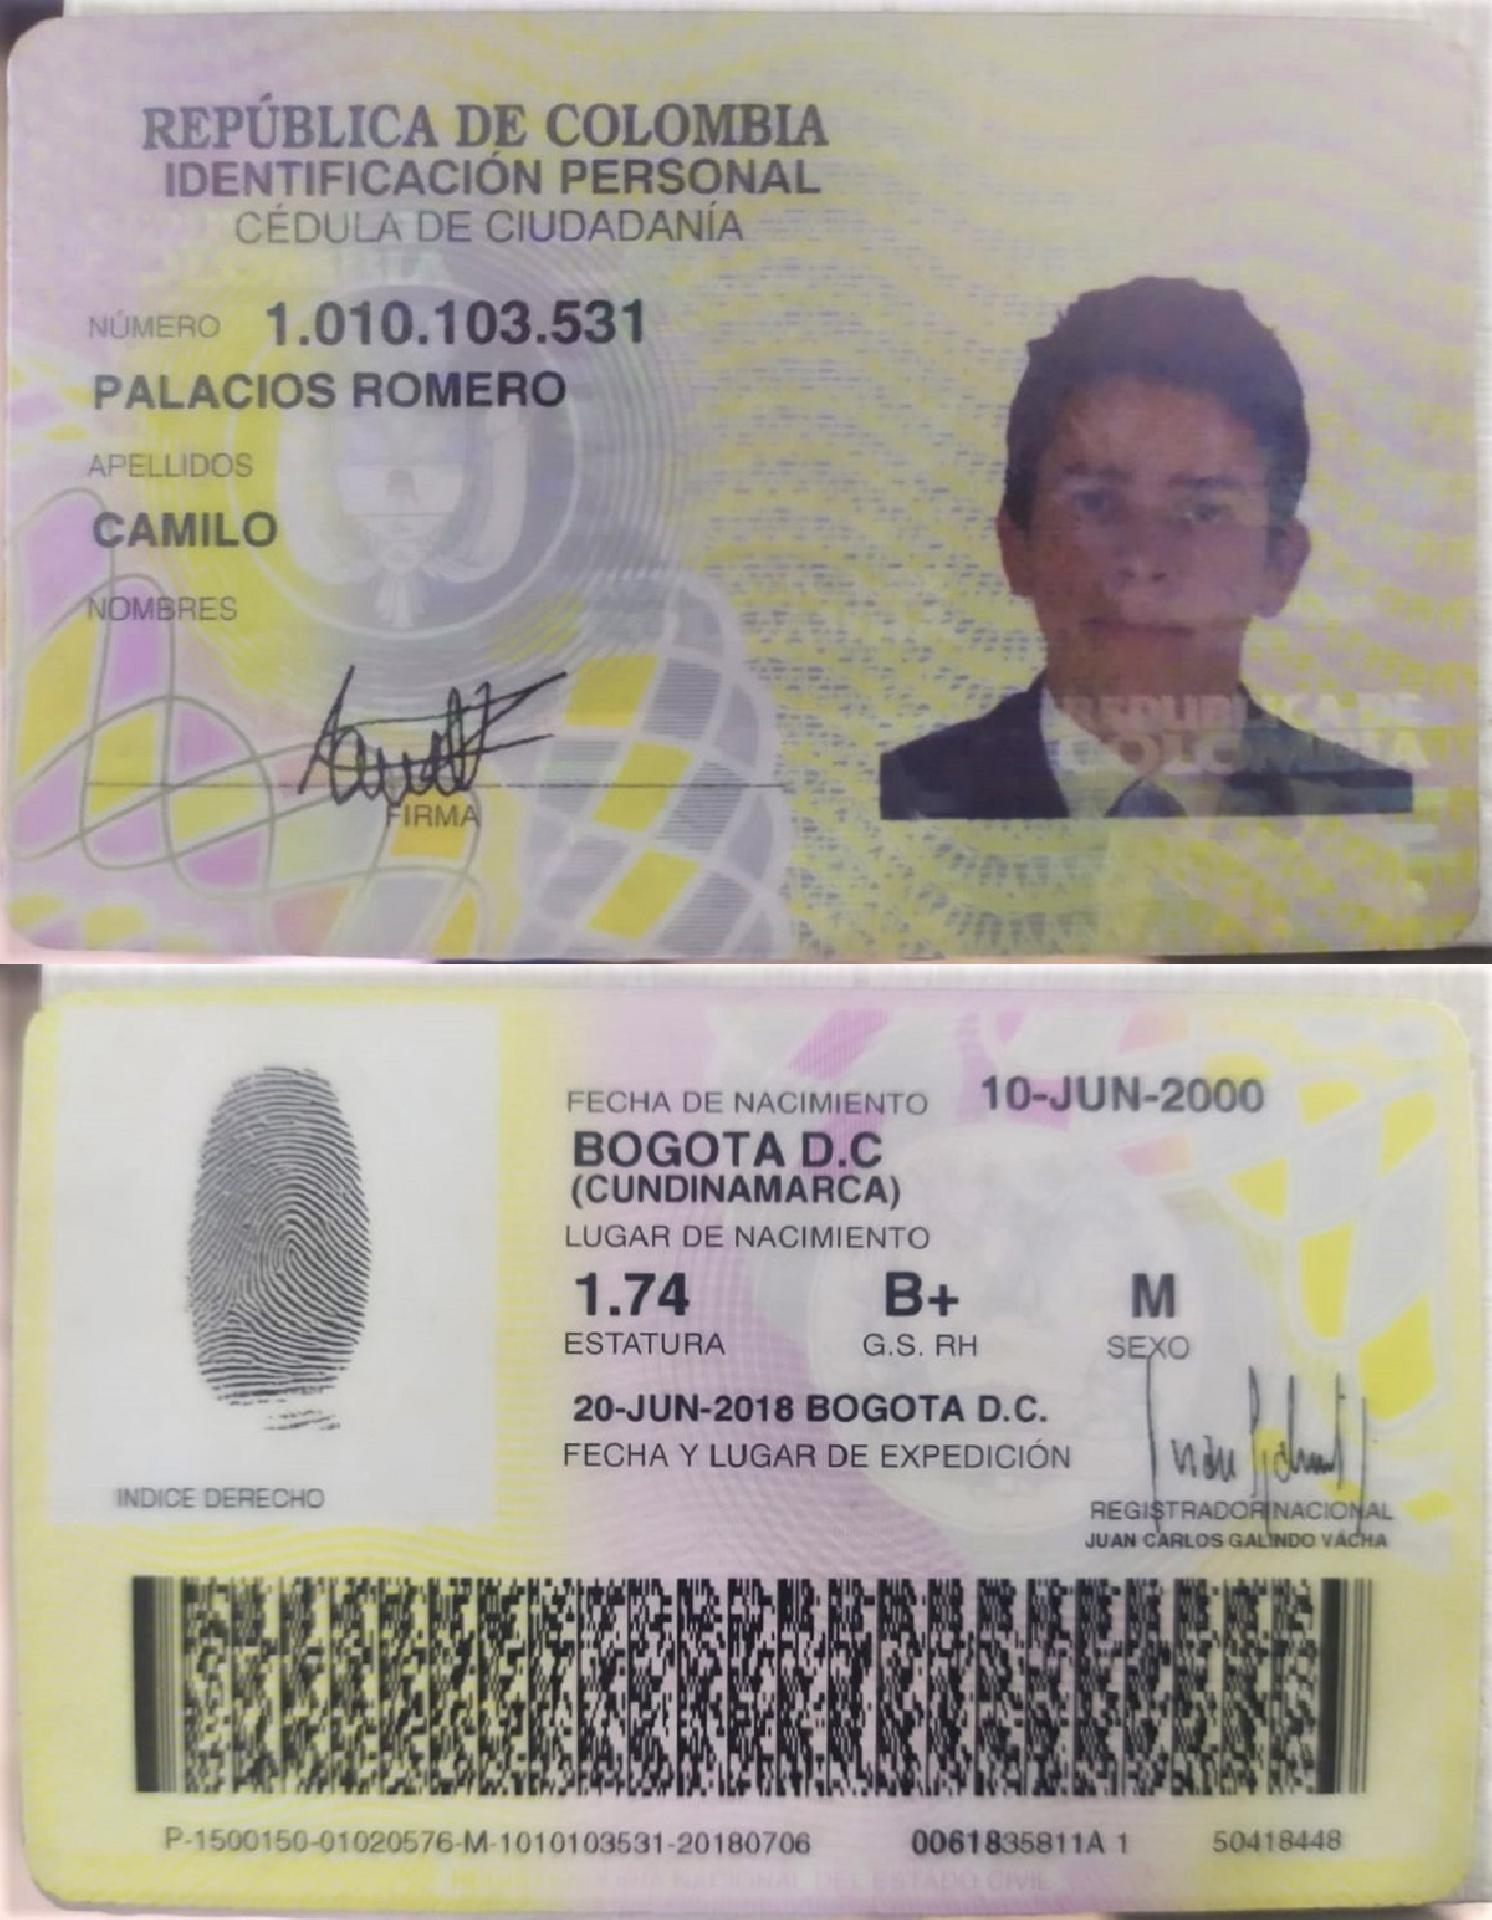 REPÚBLICA DE COLOMBIA
IDENTIFICACIÓN PERSONAL
CÉDULA DE CIUDADANÍA
NÚMERO 1.010.103.531
PALACIOS ROMERO
APELLIDOS
CAMILO
NOMBRES
FIRMA
REPUBLICA DE
COLOMBIA
FECHA DE NACIMIENTO 10-JUN-2000
BOGOTA D.C
(CUNDINAMARCA)
LUGAR DE NACIMIENTO
1.74 B+ M
ESTATURA G.S. RH SEXO
20-JUN-2018 BOGOTA D.C.
FECHA Y LUGAR DE EXPEDICIÓN
INDICE DERECHO
REGISTRADOR NACIONAL
JUAN CARLOS GALINDO VÁCHA
P-1500150-01020576-M-1010103531-20180706 0061835811A 1 50418448
NACIONAL DEL ESTADO CIVIL